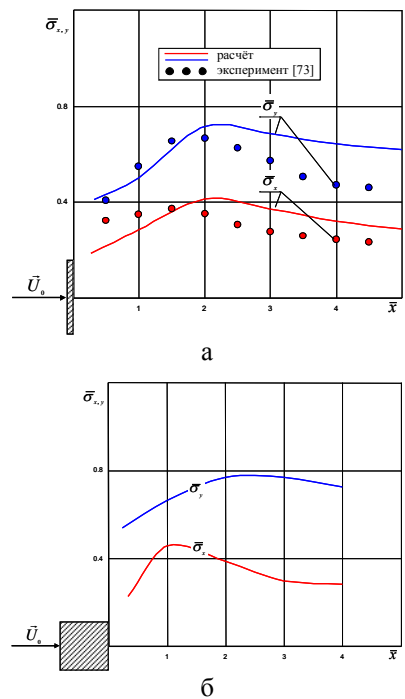 σ̅x,y
расчёт
эксперимент [73]
0.8
σ̅y
σ̅x
0.4
U⃗0
1 2 3 4 x̅
а
σ̅x,y
0.8
σ̅y
σ̅x
0.4
U⃗0
1 2 3 4 x̅
б